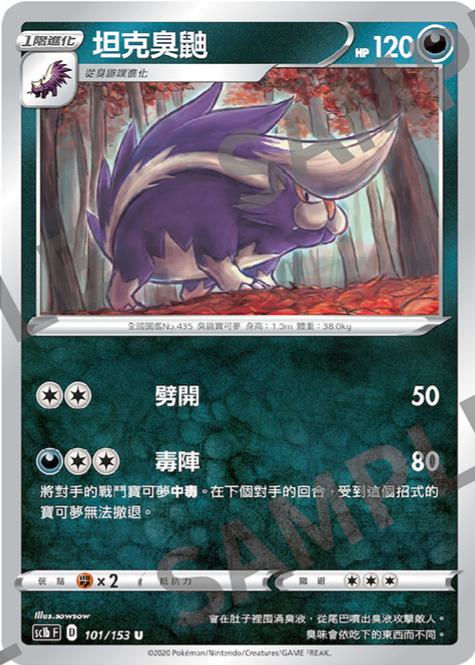 1階進化
坦克臭鼬
HP 120
從臭鼬噗進化
全國圖鑑No.435 臭鼬寶可夢 身高：1.0m 體重：38.0kg
劈開 50
毒陣 80
將對手的戰鬥寶可夢中毒。在下個對手的回合，受到這個招式的
寶可夢無法撤退。
弱點 ×2 抵抗力 撤退
Illus.sowsow
sc1b F D 101/153 U
會在肚子裡囤滿臭液，從尾巴噴出臭液攻擊敵人。
臭味會依吃下的東西而不同。
©2020 Pokémon/Nintendo/Creatures/GAME FREAK.
SAMPLE
SAMPLE